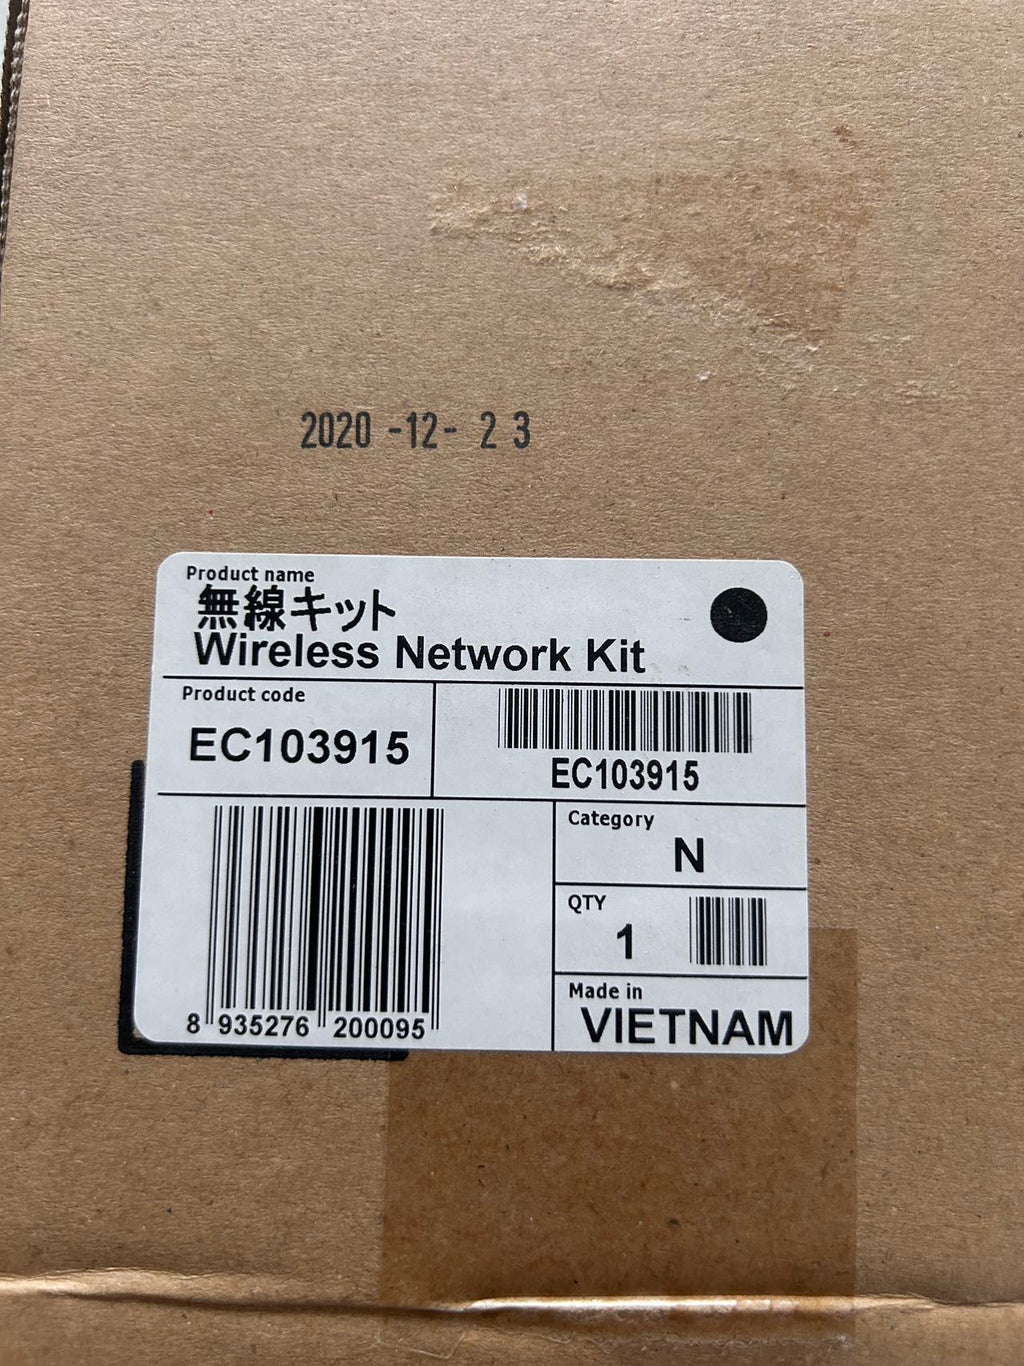 2020 -12- 2 3
Product name
無線キット
Wireless Network Kit
Product code
EC103915
EC103915
8 935276 200095
Category
N
QTY
1
Made in
VIETNAM